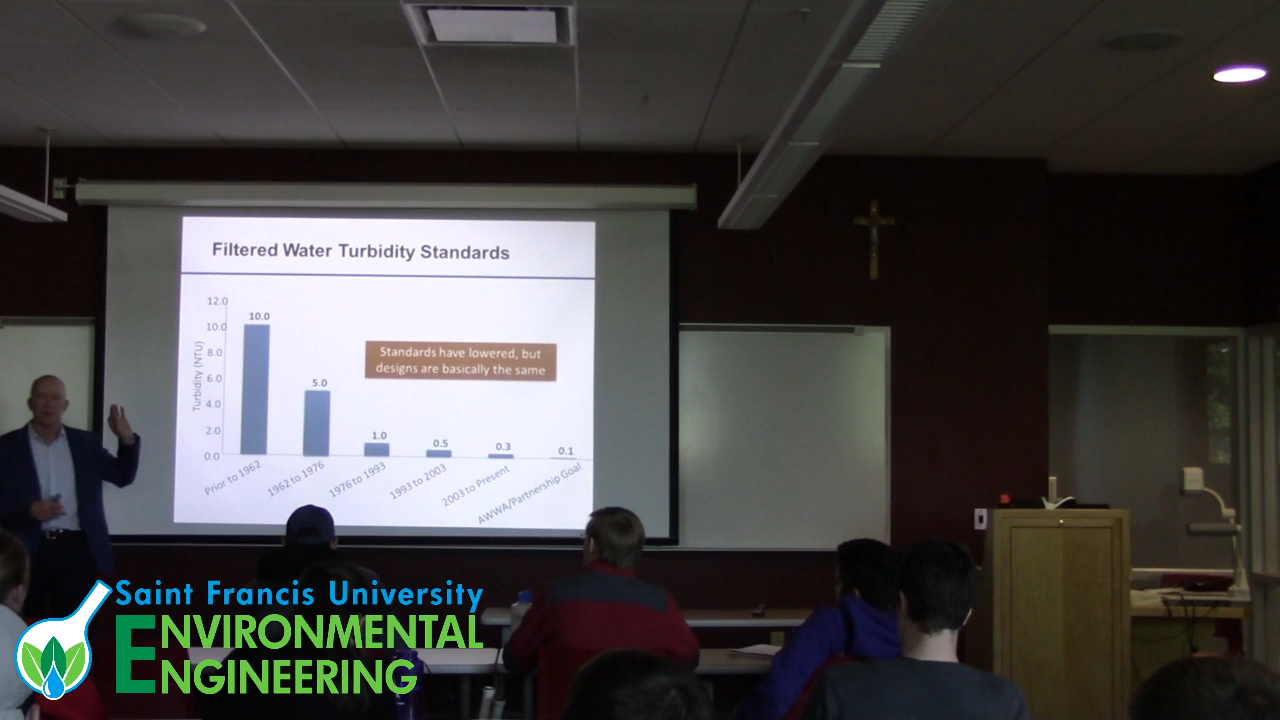 Filtered Water Turbidity Standards
12.0
10.0
8.0
6.0
4.0
2.0
0.0
Turbidity (NTU)
10.0
5.0
1.0
0.5
0.3
0.1
Standards have lowered, but
designs are basically the same
Prior to 1962
1962 to 1976
1976 to 1993
1993 to 2003
2003 to Present
AWWA/Partnership Goal
Saint Francis University
ENVIRONMENTAL
ENGINEERING